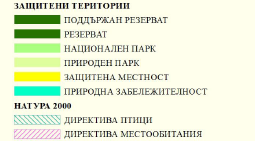 ЗАЩИТЕНИ ТЕРИТОРИИ
ПОДДЪРЖАН РЕЗЕРВАТ
РЕЗЕРВАТ
НАЦИОНАЛЕН ПАРК
ПРИРОДЕН ПАРК
ЗАЩИТЕНА МЕСТНОСТ
ПРИРОДНА ЗАБЕЛЕЖИТЕЛНОСТ
НАТУРА 2000
ДИРЕКТИВА ПТИЦИ
ДИРЕКТИВА МЕСТООБИТАНИЯ